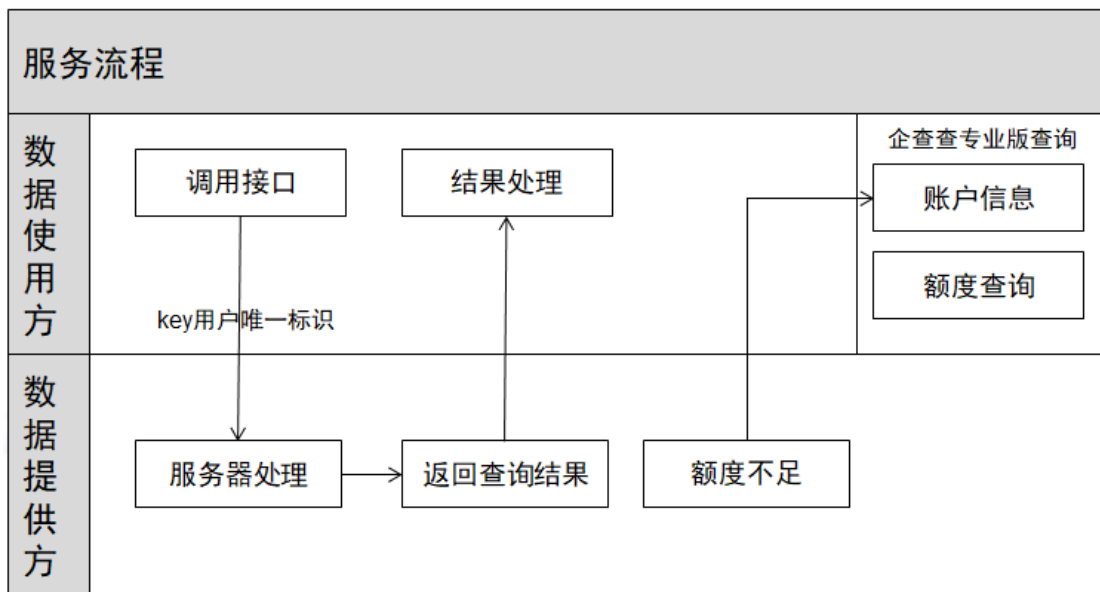 服务流程
数据使用方
调用接口
结果处理
企查查专业版查询
账户信息
额度查询
key用户唯一标识
数据提供方
服务器处理
返回查询结果
额度不足